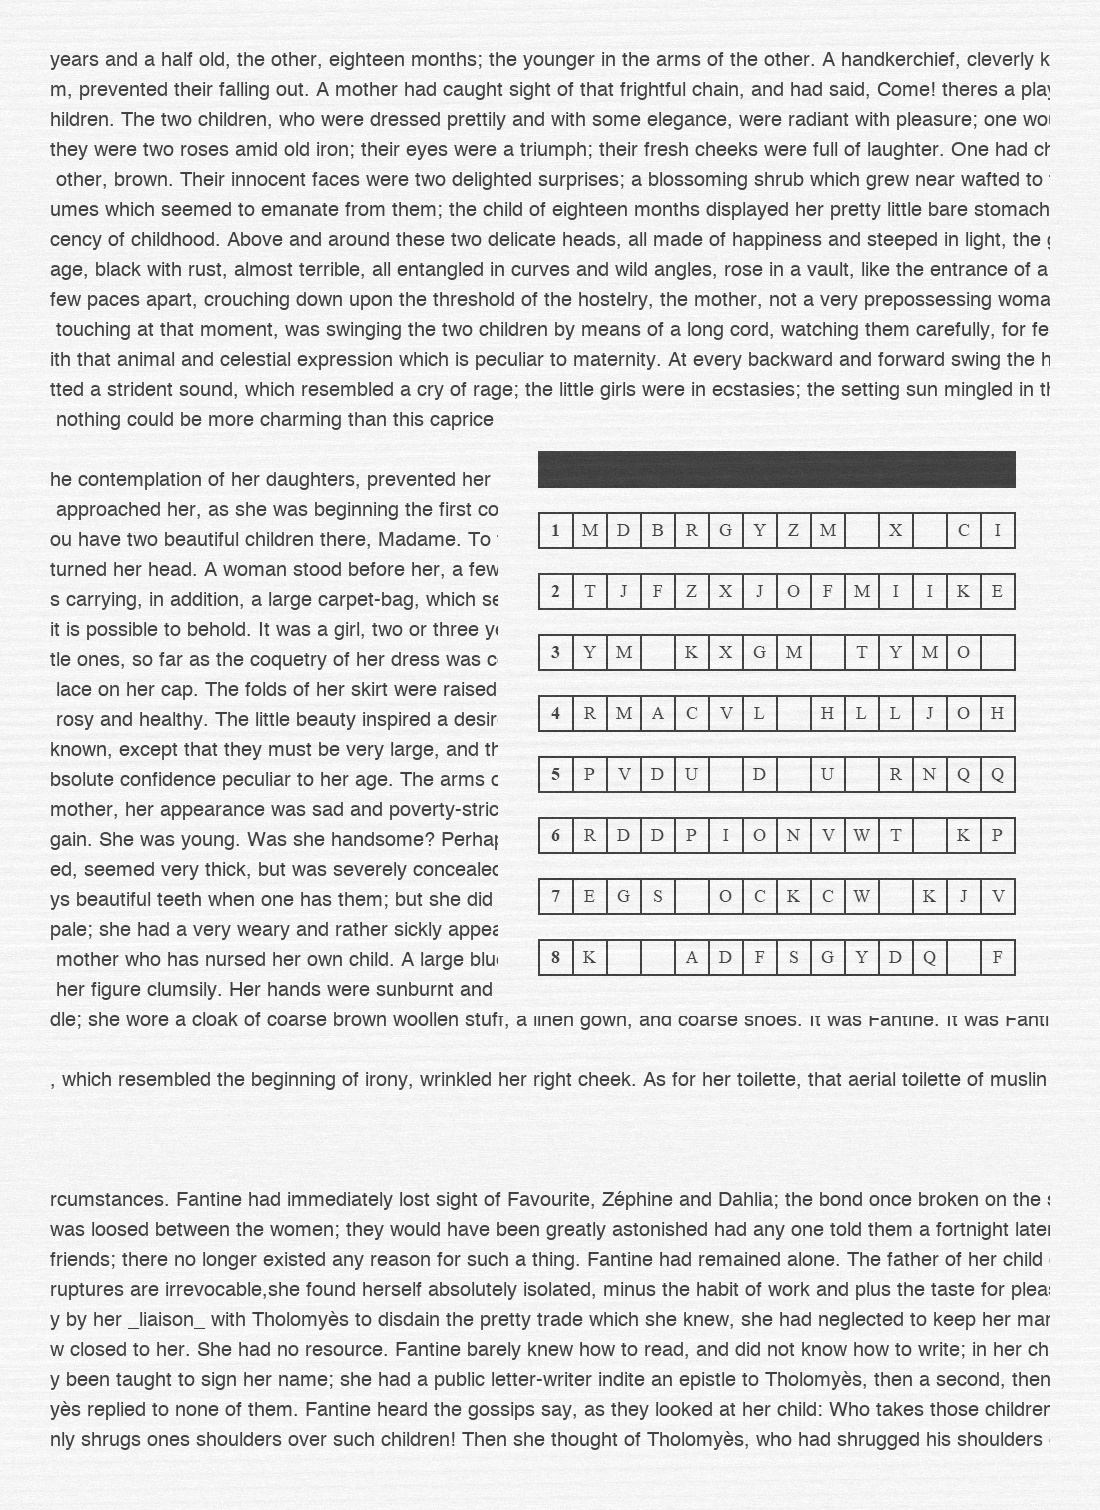 years and a half old, the other, eighteen months; the younger in the arms of the other. A handkerchief, cleverly k
m, prevented their falling out. A mother had caught sight of that frightful chain, and had said, Come! theres a play
hildren. The two children, who were dressed prettily and with some elegance, were radiant with pleasure; one wou
they were two roses amid old iron; their eyes were a triumph; their fresh cheeks were full of laughter. One had ch
other, brown. Their innocent faces were two delighted surprises; a blossoming shrub which grew near wafted to
umes which seemed to emanate from them; the child of eighteen months displayed her pretty little bare stomach
cency of childhood. Above and around these two delicate heads, all made of happiness and steeped in light, the
age, black with rust, almost terrible, all entangled in curves and wild angles, rose in a vault, like the entrance of a
few paces apart, crouching down upon the threshold of the hostelry, the mother, not a very prepossessing woma
touching at that moment, was swinging the two children by means of a long cord, watching them carefully, for fe
ith that animal and celestial expression which is peculiar to maternity. At every backward and forward swing the h
tted a strident sound, which resembled a cry of rage; the little girls were in ecstasies; the setting sun mingled in th
nothing could be more charming than this caprice
he contemplation of her daughters, prevented her
approached her, as she was beginning the first co
ou have two beautiful children there, Madame. To
turned her head. A woman stood before her, a few
s carrying, in addition, a large carpet-bag, which se
it is possible to behold. It was a girl, two or three ye
tle ones, so far as the coquetry of her dress was c
lace on her cap. The folds of her skirt were raised
rosy and healthy. The little beauty inspired a desir
known, except that they must be very large, and th
bsolute confidence peculiar to her age. The arms o
mother, her appearance was sad and poverty-stric
gain. She was young. Was she handsome? Perhap
ed, seemed very thick, but was severely concealed
ys beautiful teeth when one has them; but she did
pale; she had a very weary and rather sickly appea
mother who has nursed her own child. A large blue
her figure clumsily. Her hands were sunburnt and
1 M D B R G Y Z M X C I
2 T J F Z X J O F M I I K E
3 Y M K X G M T Y M O
4 R M A C V L H L L J O H
5 P V D U D U R N Q Q
6 R D D P I O N V W T K P
7 E G S O C K C W K J V
8 K A D F S G Y D Q F
dle; she wore a cloak of coarse brown woollen stuff, a linen gown, and coarse shoes. It was Fantine. It was Fanti
, which resembled the beginning of irony, wrinkled her right cheek. As for her toilette, that aerial toilette of muslin
rcumstances. Fantine had immediately lost sight of Favourite, Zéphine and Dahlia; the bond once broken on the s
was loosed between the women; they would have been greatly astonished had any one told them a fortnight later
friends; there no longer existed any reason for such a thing. Fantine had remained alone. The father of her child
ruptures are irrevocable,she found herself absolutely isolated, minus the habit of work and plus the taste for pleas
y by her _liaison_ with Tholomyès to disdain the pretty trade which she knew, she had neglected to keep her mar
w closed to her. She had no resource. Fantine barely knew how to read, and did not know how to write; in her ch
y been taught to sign her name; she had a public letter-writer indite an epistle to Tholomyès, then a second, then
yès replied to none of them. Fantine heard the gossips say, as they looked at her child: Who takes those children
nly shrugs ones shoulders over such children! Then she thought of Tholomyès, who had shrugged his shoulders